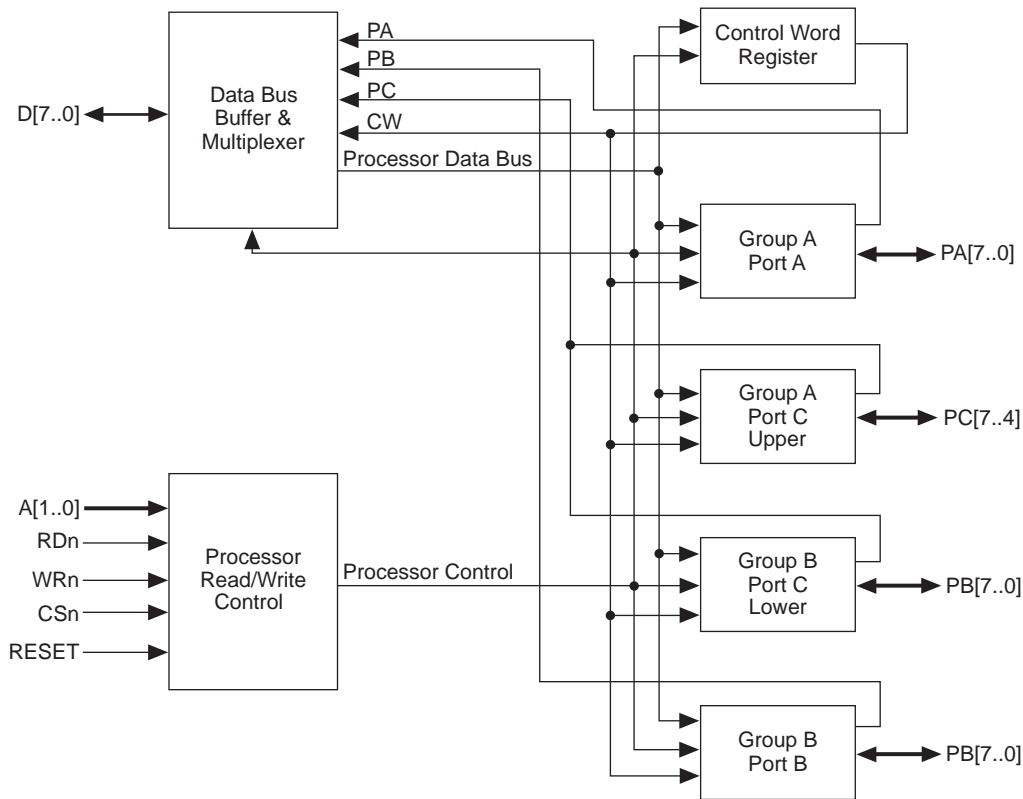 PA
PB
PC
CW
D[7..0]
Data Bus
Buffer &
Multiplexer
Processor Data Bus
Control Word
Register
Group A
Port A
PA[7..0]
Group A
Port C
Upper
PC[7..4]
A[1..0]
RDn
WRn
CSn
RESET
Processor
Read/Write
Control
Processor Control
Group B
Port C
Lower
PB[7..0]
Group B
Port B
PB[7..0]